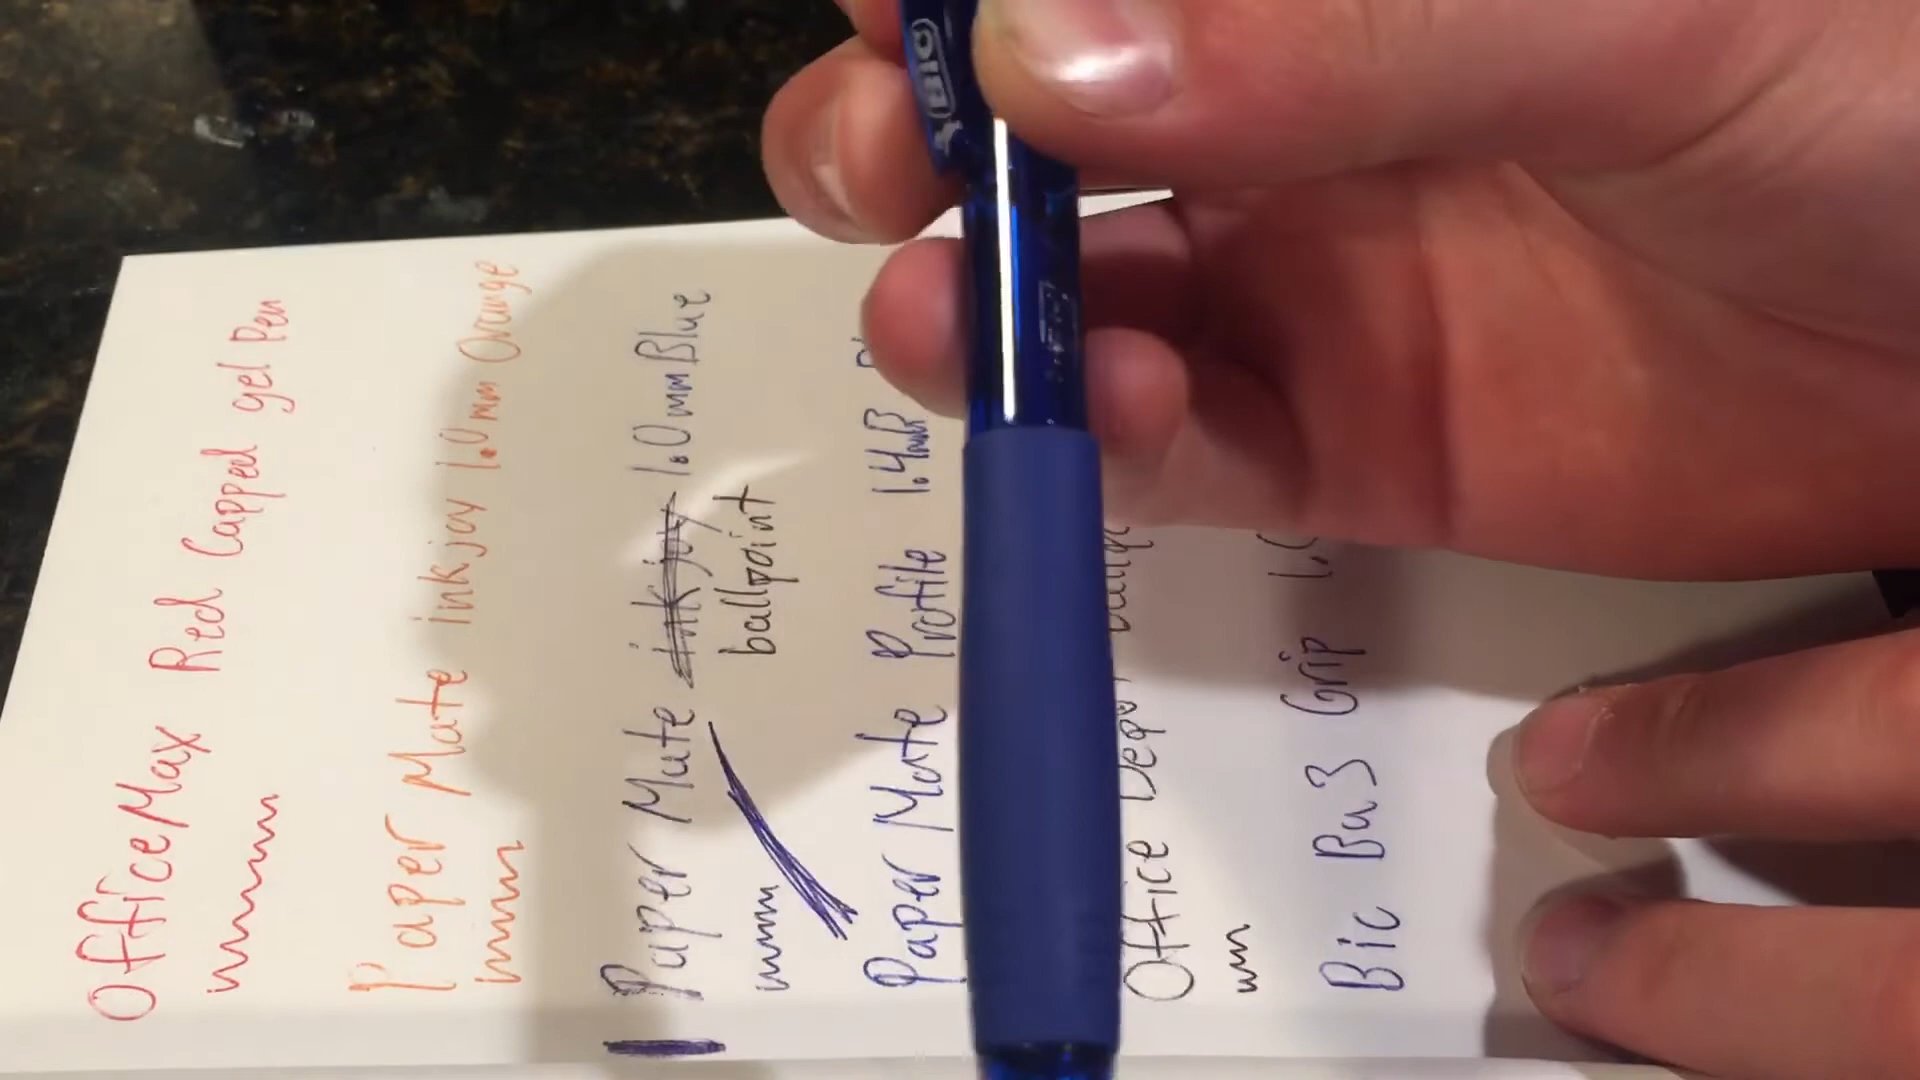 OfficeMax Red Capped gel Pen
Paper Mate inkjoy 1.0mm Orange
Paper Mate inkjoy 1.0mm Blue
ballpoint
Paper Mate Profile 1.4mB
Office Depot
Bic Bu3 Grip
BIC